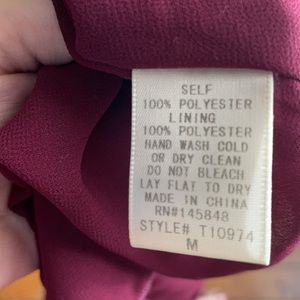 SELF
100% POLYESTER
LINING
100% POLYESTER
HAND WASH COLD
OR DRY CLEAN
DO NOT BLEACH
LAY FLAT TO DRY
MADE IN CHINA
RN#145848
STYLE# T10974
M